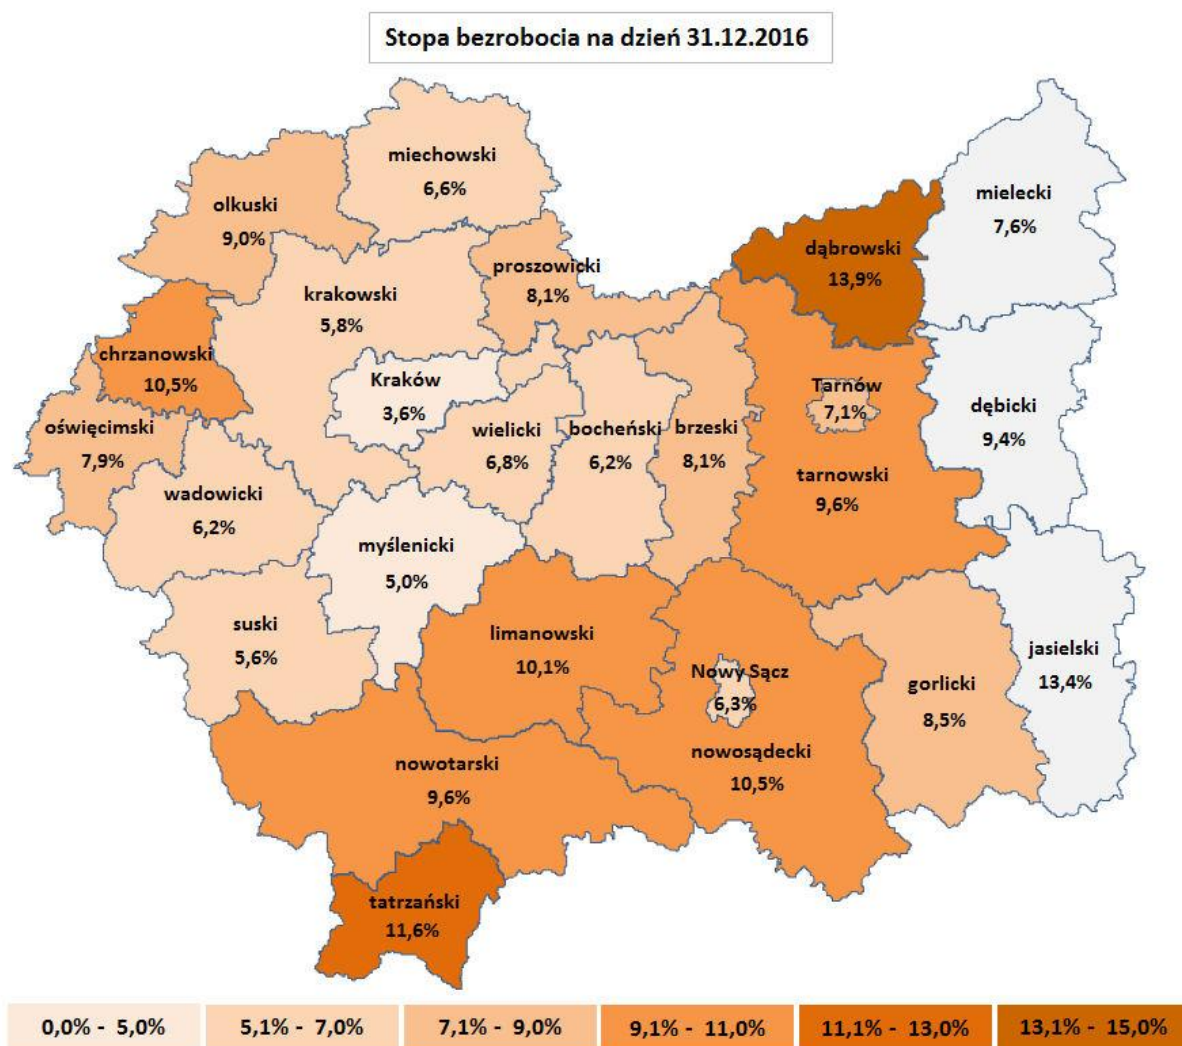 Stopa bezrobocia na dzień 31.12.2016
miechowski
6,6%
olkuski
9,0%
mielecki
7,6%
dąbrowski
13,9%
proszowicki
8,1%
krakowski
5,8%
chrzanowski
10,5%
Kraków
3,6%
Tarnów
7,1%
dębicki
9,4%
oświęcimski
7,9%
wielicki
6,8%
bocheński
6,2%
brzeski
8,1%
tarnowski
9,6%
wadowicki
6,2%
myślenicki
5,0%
suski
5,6%
limanowski
10,1%
jasielski
13,4%
Nowy Sącz
6,3%
gorlicki
8,5%
nowosądecki
10,5%
nowotarski
9,6%
tatrzański
11,6%
0,0% - 5,0%
5,1% - 7,0%
7,1% - 9,0%
9,1% - 11,0%
11,1% - 13,0%
13,1% - 15,0%